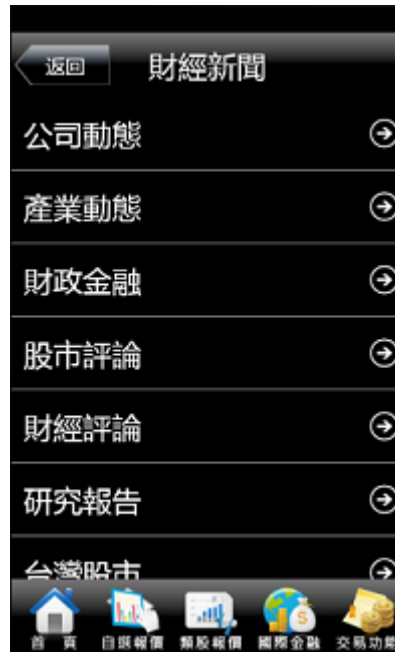 返回
財經新聞
公司動態
產業動態
財政金融
股市評論
財經評論
研究報告
台灣股市
首頁 自選報價 類股報價 國際金融 交易功能